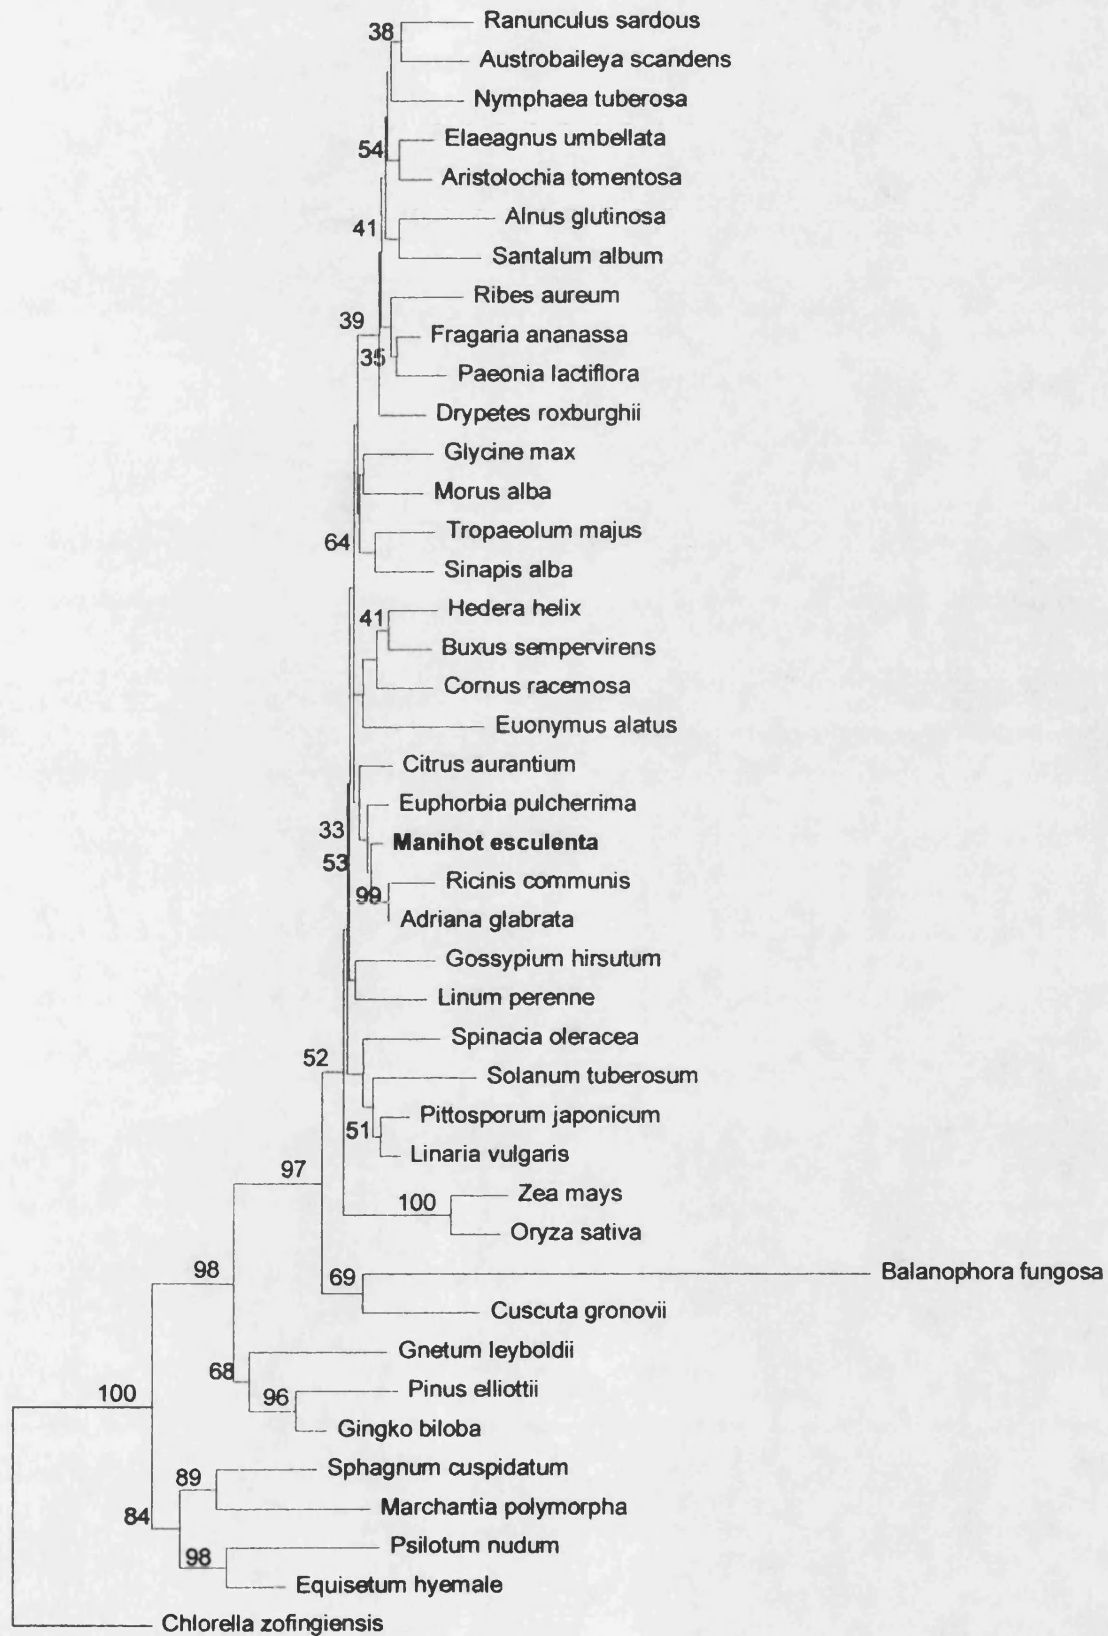 Ranunculus sardous
38
Austrobaileya scandens
Nymphaea tuberosa
Elaeagnus umbellata
54
Aristolochia tomentosa
Alnus glutinosa
41
Santalum album
Ribes aureum
39
Fragaria ananassa
35
Paeonia lactiflora
Drypetes roxburghii
Glycine max
Morus alba
Tropaeolum majus
64
Sinapis alba
Hedera helix
41
Buxus sempervirens
Cornus racemosa
Euonymus alatus
Citrus aurantium
Euphorbia pulcherrima
33
Manihot esculenta
53
Ricinis communis
99
Adriana glabrata
Gossypium hirsutum
Linum perenne
Spinacia oleracea
52
Solanum tuberosum
Pittosporum japonicum
51
Linaria vulgaris
97
Zea mays
100
Oryza sativa
98
Balanophora fungosa
69
Cuscuta gronovii
Gnetum leyboldii
68
Pinus elliottii
100
96
Gingko biloba
Sphagnum cuspidatum
89
Marchantia polymorpha
84
Psilotum nudum
98
Equisetum hyemale
Chlorella zofingiensis